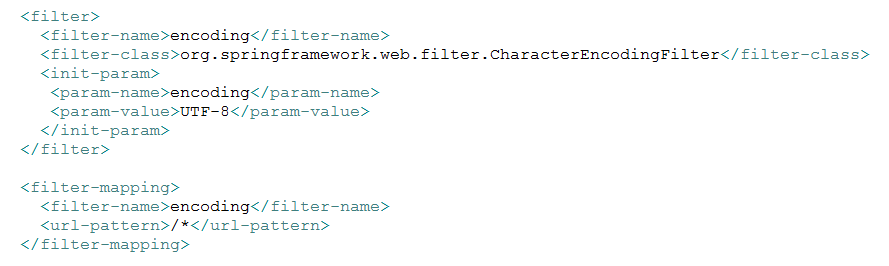 <filter>
  <filter-name>encoding</filter-name>
  <filter-class>org.springframework.web.filter.CharacterEncodingFilter</filter-class>
  <init-param>
   <param-name>encoding</param-name>
   <param-value>UTF-8</param-value>
  </init-param>
</filter>

<filter-mapping>
  <filter-name>encoding</filter-name>
  <url-pattern>/*</url-pattern>
</filter-mapping>